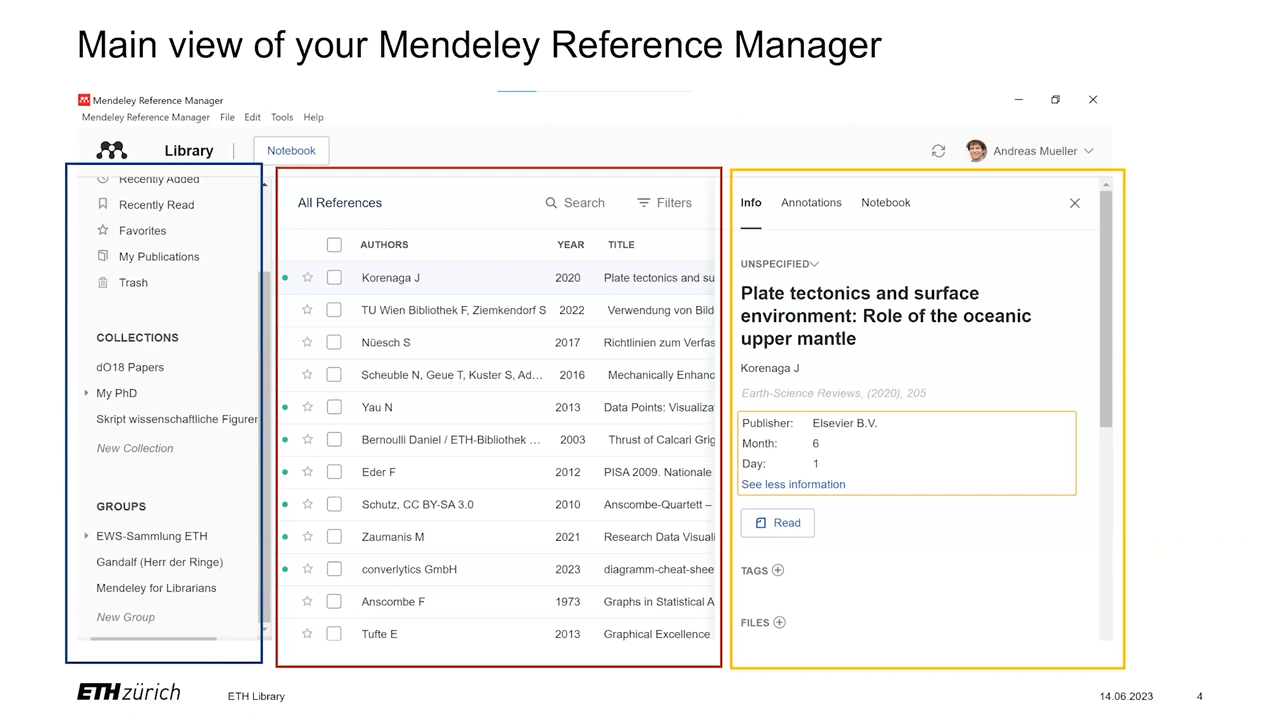 Main view of your Mendeley Reference Manager
Mendeley Reference Manager
Mendeley Reference Manager File Edit Tools Help
Library Notebook Andreas Mueller
Recently Added
Recently Read
Favorites
My Publications
Trash
COLLECTIONS
dO18 Papers
My PhD
Skript wissenschaftliche Figuren
New Collection
GROUPS
EWS-Sammlung ETH
Gandalf (Herr der Ringe)
Mendeley for Librarians
New Group
All References Search Filters
AUTHORS YEAR TITLE
Korenaga J 2020 Plate tectonics and su
TU Wien Bibliothek F, Ziemkendorf S 2022 Verwendung von Bild
Nüesch S 2017 Richtlinien zum Verfas
Scheuble N, Geue T, Kuster S, Ad... 2016 Mechanically Enhanc
Yau N 2013 Data Points: Visualiza
Bernoulli Daniel / ETH-Bibliothek ... 2003 Thrust of Calcari Grig
Eder F 2012 PISA 2009. Nationale
Schutz, CC BY-SA 3.0 2010 Anscombe-Quartett –
Zaumanis M 2021 Research Data Visuali
converlytics GmbH 2023 diagramm-cheat-shee
Anscombe F 1973 Graphs in Statistical A
Tufte E 2013 Graphical Excellence
Info Annotations Notebook
UNSPECIFIED
Plate tectonics and surface
environment: Role of the oceanic
upper mantle
Korenaga J
Earth-Science Reviews, (2020), 205
Publisher: Elsevier B.V.
Month: 6
Day: 1
See less information
Read
TAGS
FILES
ETH zürich ETH Library 14.06.2023 4